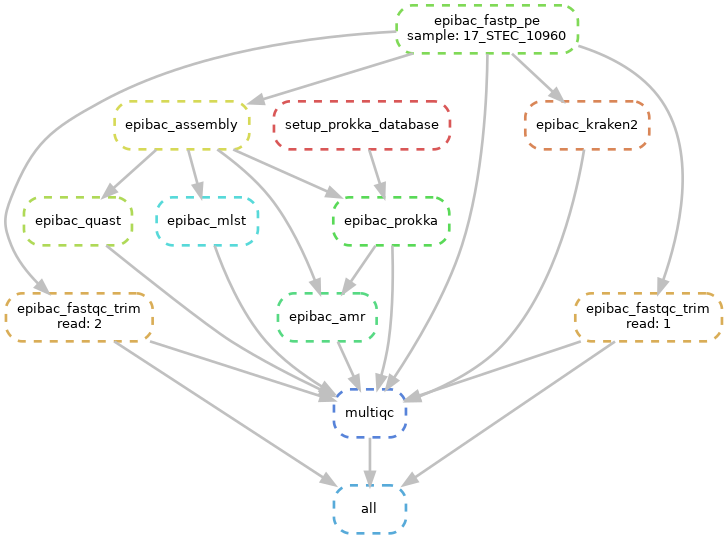 epibac_fastp_pe
sample: 17_STEC_10960
epibac_assembly
setup_prokka_database
epibac_kraken2
epibac_quast
epibac_mlst
epibac_prokka
epibac_fastqc_trim
read: 2
epibac_amr
epibac_fastqc_trim
read: 1
multiqc
all